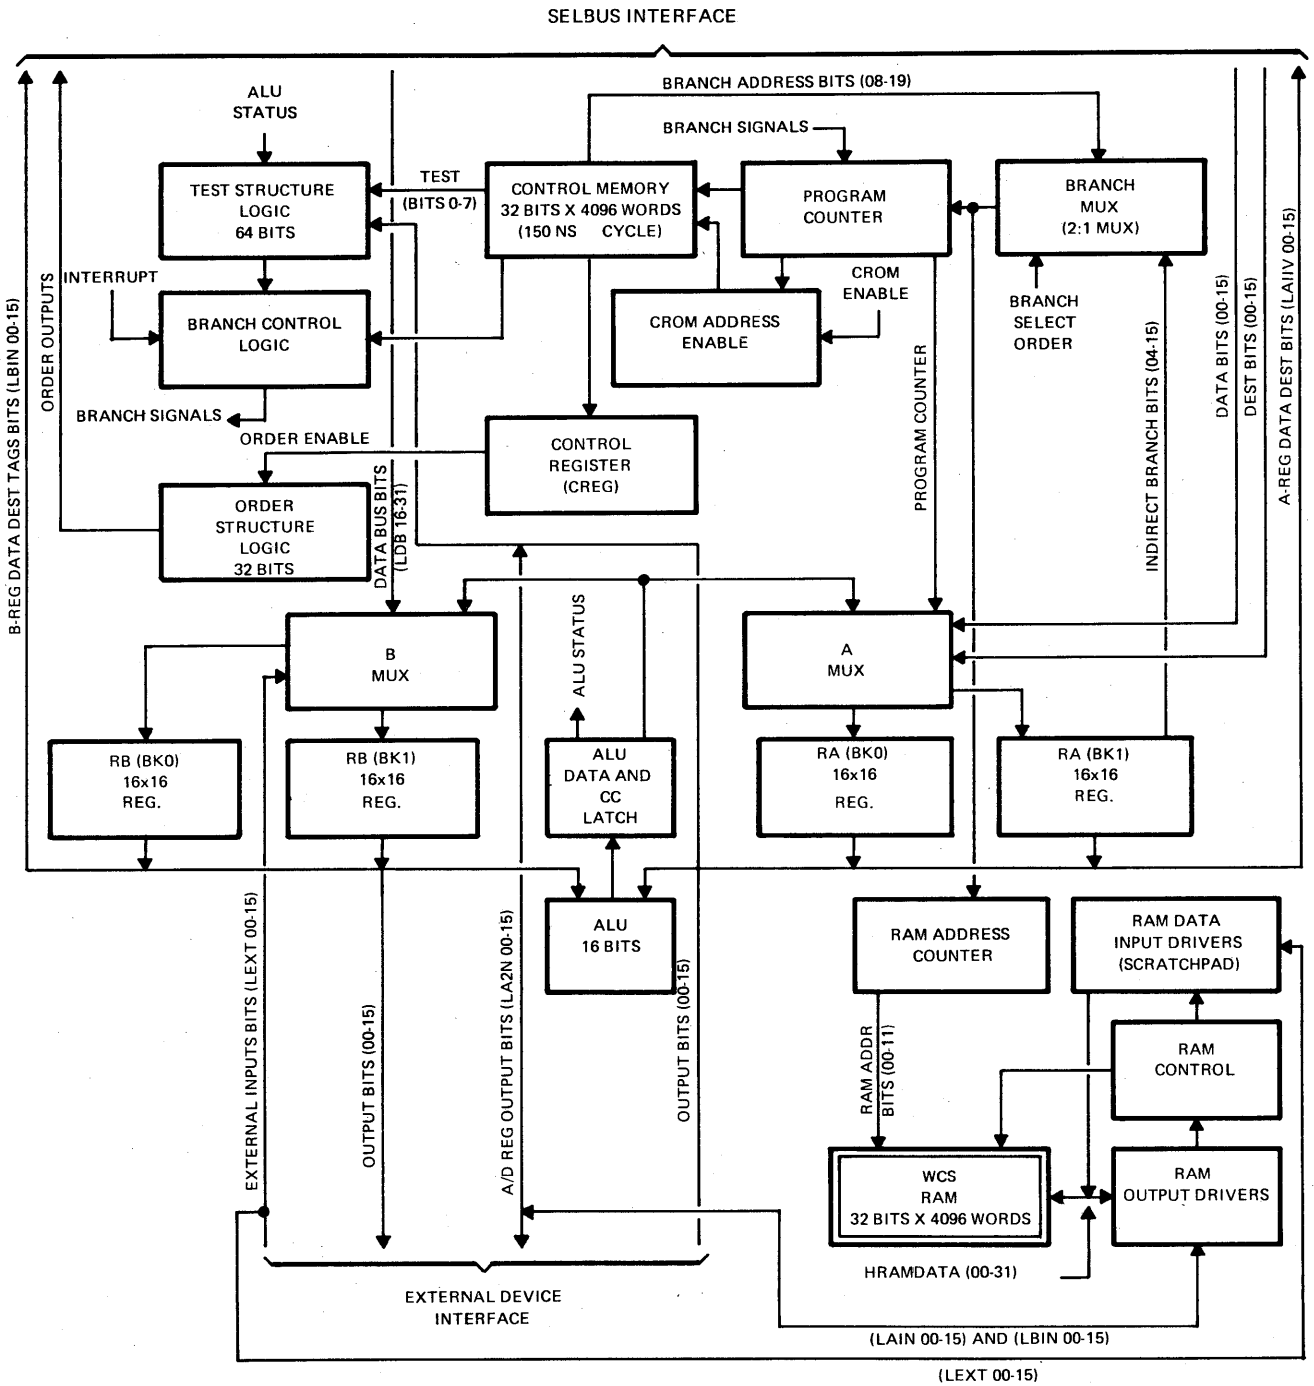 SELBUS INTERFACE
BRANCH ADDRESS BITS (08-19)
ALU
STATUS
BRANCH SIGNALS
TEST STRUCTURE
LOGIC
64 BITS
TEST
(BITS 0-7)
CONTROL MEMORY
32 BITS X 4096 WORDS
(150 NS CYCLE)
PROGRAM
COUNTER
BRANCH
MUX
(2:1 MUX)
INTERRUPT
BRANCH CONTROL
LOGIC
CROM ADDRESS
ENABLE
CROM
ENABLE
BRANCH
SELECT
ORDER
BRANCH SIGNALS
ORDER ENABLE
CONTROL
REGISTER
(CREG)
ORDER
STRUCTURE
LOGIC
32 BITS
B-REG DATA DEST TAGS BITS (LBIN 00-15)
ORDER OUTPUTS
DATA BUS BITS
(LDB 16-31)
PROGRAM COUNTER
INDIRECT BRANCH BITS (04-15)
DATA BITS (00-15)
DEST BITS (00-15)
A-REG DATA DEST BITS (LAIIV 00-15)
B
MUX
ALU STATUS
A
MUX
RB (BK0)
16x16
REG.
RB (BK1)
16x16
REG.
ALU
DATA AND
CC
LATCH
RA (BK0)
16x16
REG.
RA (BK1)
16x16
REG.
ALU
16 BITS
RAM ADDRESS
COUNTER
RAM DATA
INPUT DRIVERS
(SCRATCHPAD)
EXTERNAL INPUTS BITS (LEXT 00-15)
OUTPUT BITS (00-15)
A/D REG OUTPUT BITS (LA2N 00-15)
OUTPUT BITS (00-15)
RAM ADDR
BITS (00-11)
RAM
CONTROL
WCS
RAM
32 BITS X 4096 WORDS
RAM
OUTPUT DRIVERS
HRAMDATA (00-31)
EXTERNAL DEVICE
INTERFACE
(LAIN 00-15) AND (LBIN 00-15)
(LEXT 00-15)